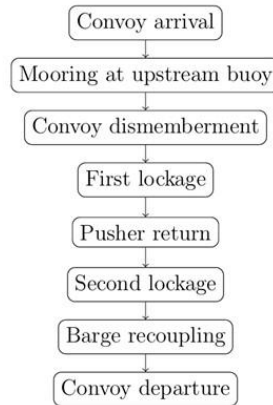 Convoy arrival
Mooring at upstream buoy
Convoy dismemberment
First lockage
Pusher return
Second lockage
Barge recoupling
Convoy departure